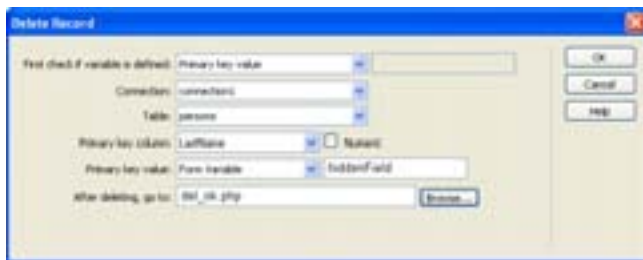 Delete Record
First check if variable is defined: Primary key value
OK
Connection: connections
Cancel
Table: persons
Help
Primary key column: LastName Numeric
Primary key value: Form Variable hiddenField
After deleting, go to: del_ok.php Browse...